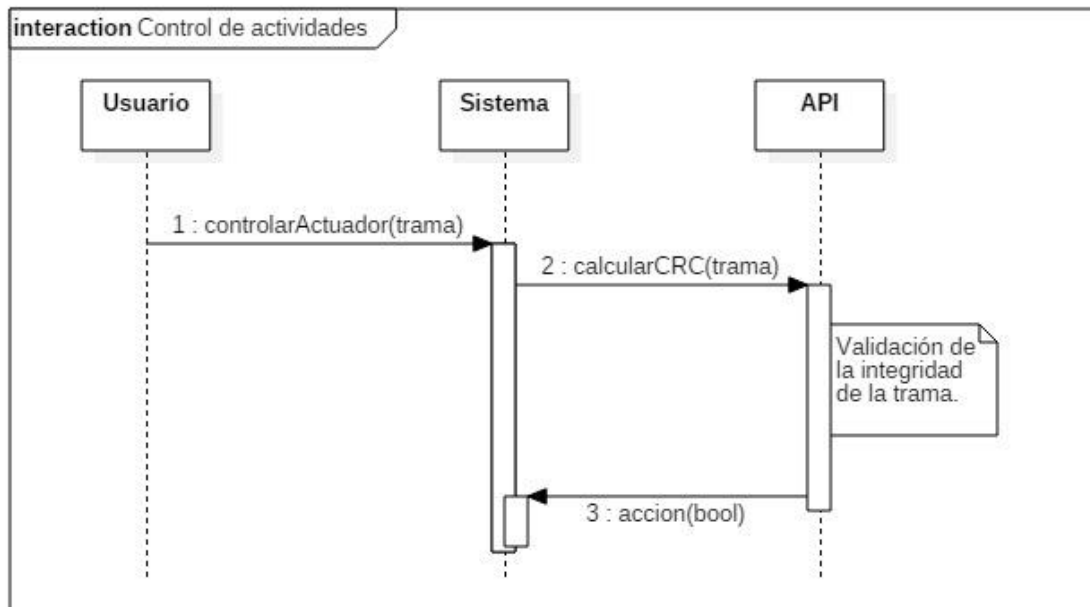 interaction Control de actividades
Usuario
Sistema
API
1 : controlarActuador(trama)
2 : calcularCRC(trama)
Validación de
la integridad
de la trama.
3 : accion(bool)